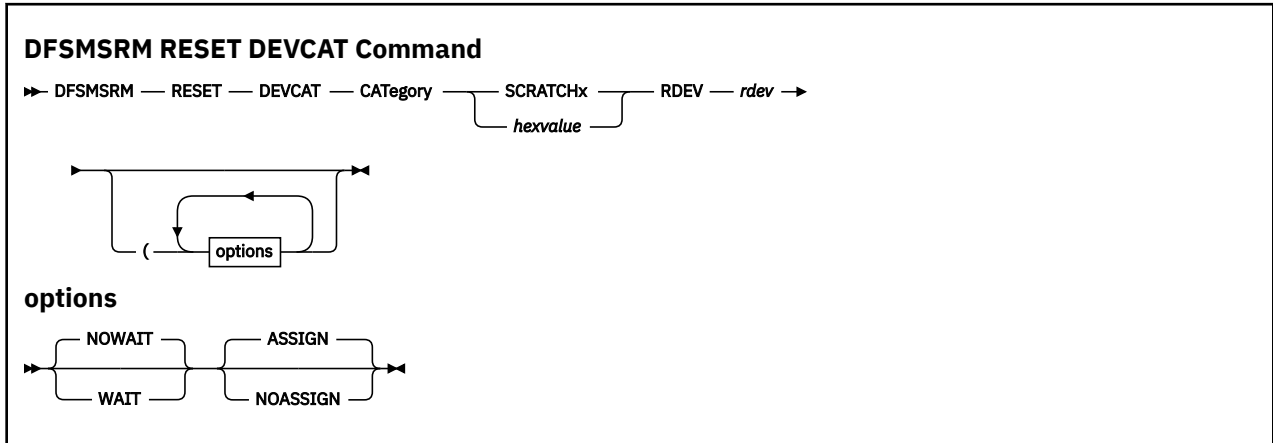 DFSMSRM RESET DEVCAT Command
DFSMSRM RESET DEVCAT CATegory SCRATCHx RDEV rdev
hexvalue
( options
options
NOWAIT ASSIGN
WAIT NOASSIGN